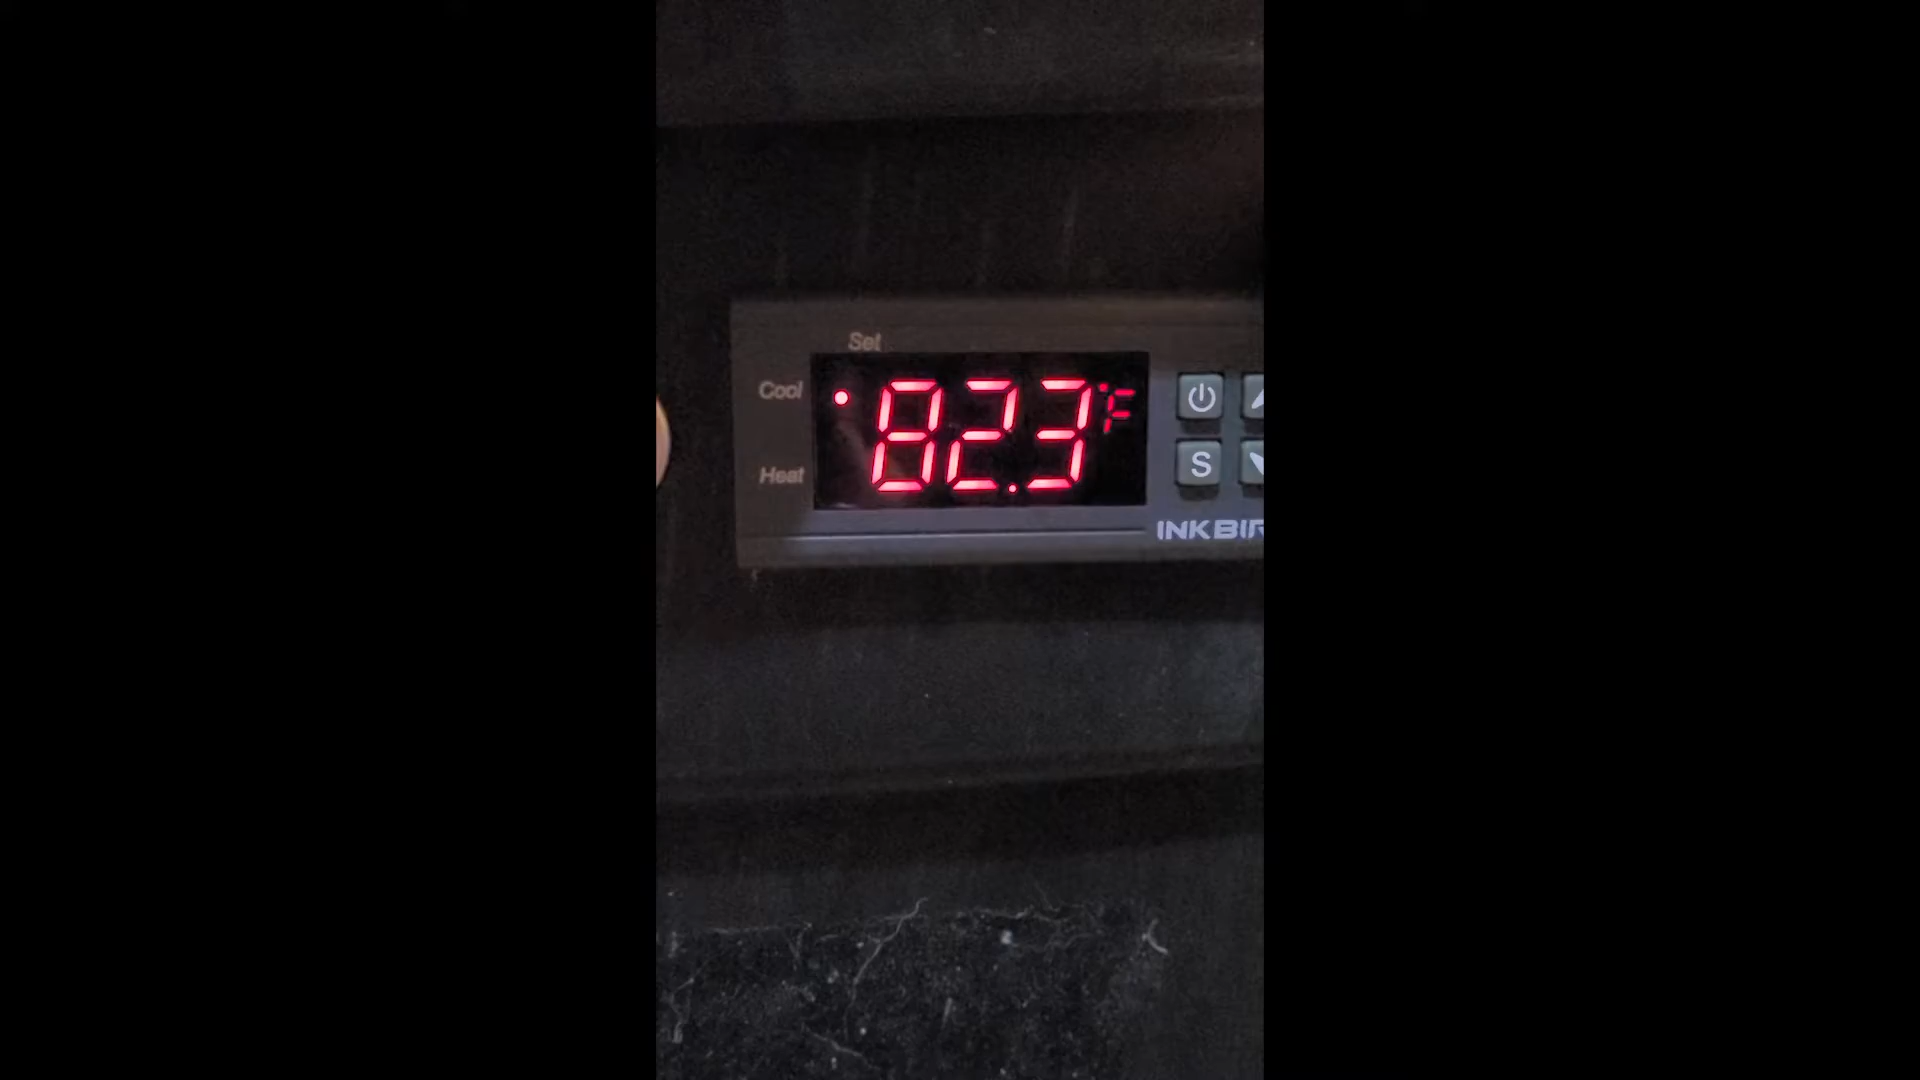 Set
Cool
82.3°F
Heat
S
INKBIR